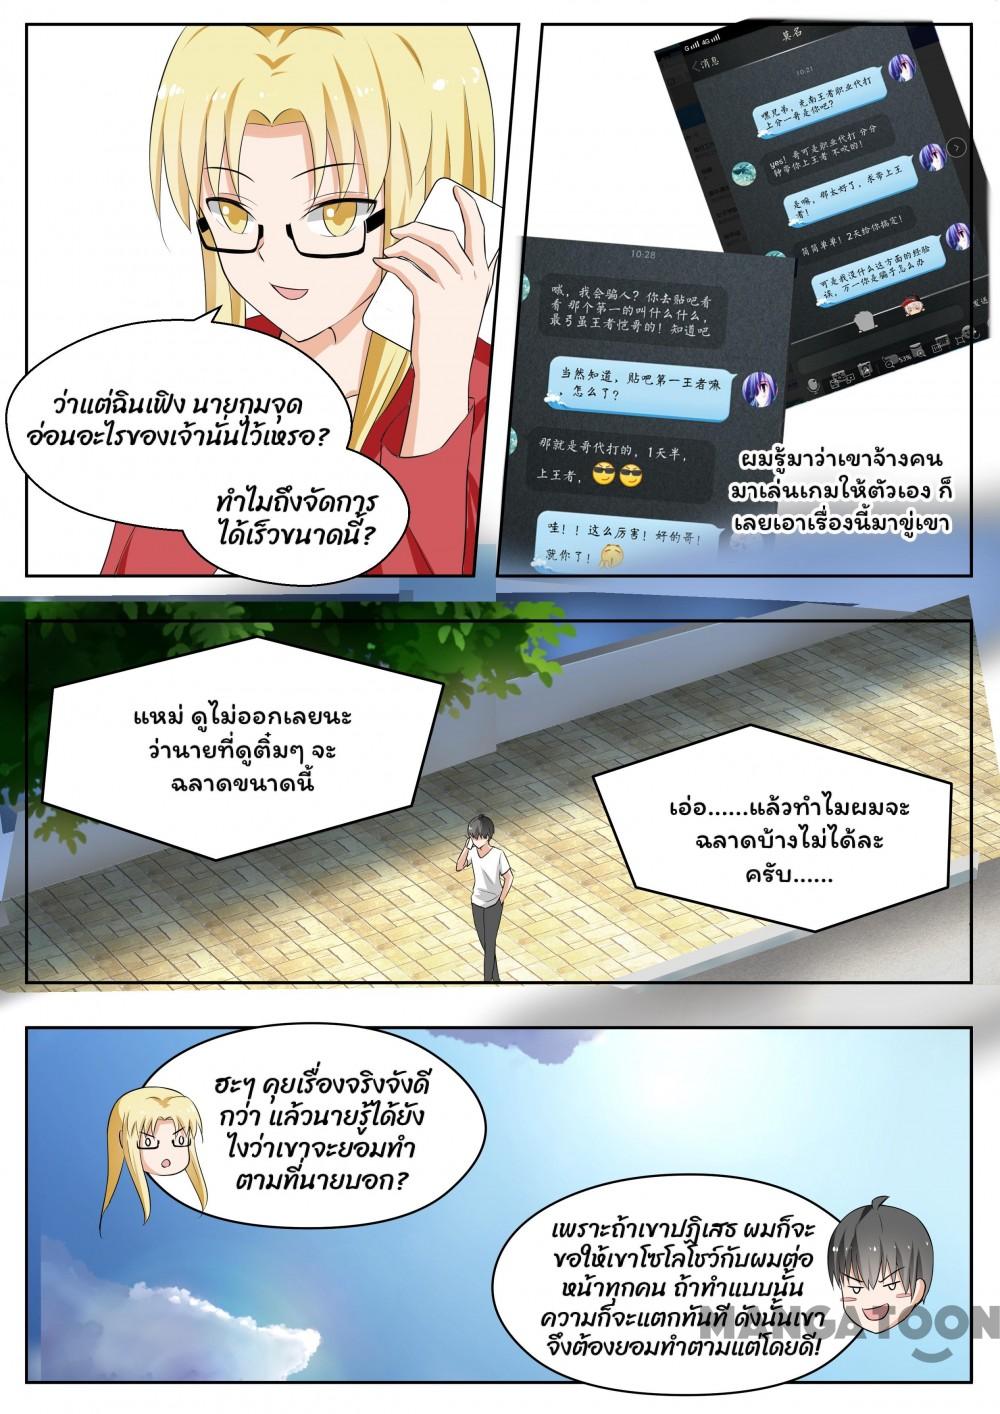 ว่าแต่ฉินเฟิง นายกุมจุด
อ่อนอะไรของเจ้านั่นไว้เหรอ?
ทำไมถึงจัดการ
ได้เร็วขนาดนี้?
莫名
消息
10:21
嘿兄弟,光南王者职业代打
上分一哥是你吧?
yes! 哥可是职业代打 分分
钟带你上王者 不吹的!
是嘛,那太好了,求带上王
者!
简简单单!2天给你搞定!
可是我没什么这方面的经验
诶,万一你是骗子怎么办
10:28
哦,我会骗人?你去贴吧看
看 那个第一的叫什么什么,
最弓虽王者恺哥的!知道吧
当然知道,贴吧第一王者嘛
,怎么了?
那就是哥代打的,1天半,
上王者,
哇!!这么厉害!好的哥!
就你了!
ผมรู้มาว่าเขาจ้างคน
มาเล่นเกมให้ตัวเอง ก็
เลยเอาเรื่องนี้มาขู่เขา
แหม่ ดูไม่ออกเลยนะ
ว่านายที่ดูติ๋มๆ จะ
ฉลาดขนาดนี้
เอ่อ......แล้วทำไมผมจะ
ฉลาดบ้างไม่ได้ละ
ครับ......
ฮะๆ คุยเรื่องจริงจังดี
กว่า แล้วนายรู้ได้ยัง
ไงว่าเขาจะยอมทำ
ตามที่นายบอก?
เพราะถ้าเขาปฏิเสธ ผมก็จะ
ขอให้เขาโซโลโชว์กับผมต่อ
หน้าทุกคน ถ้าทำแบบนั้น
ความก็จะแตกทันที ดังนั้นเขา
จึงต้องยอมทำตามแต่โดยดี!
MANGATOON